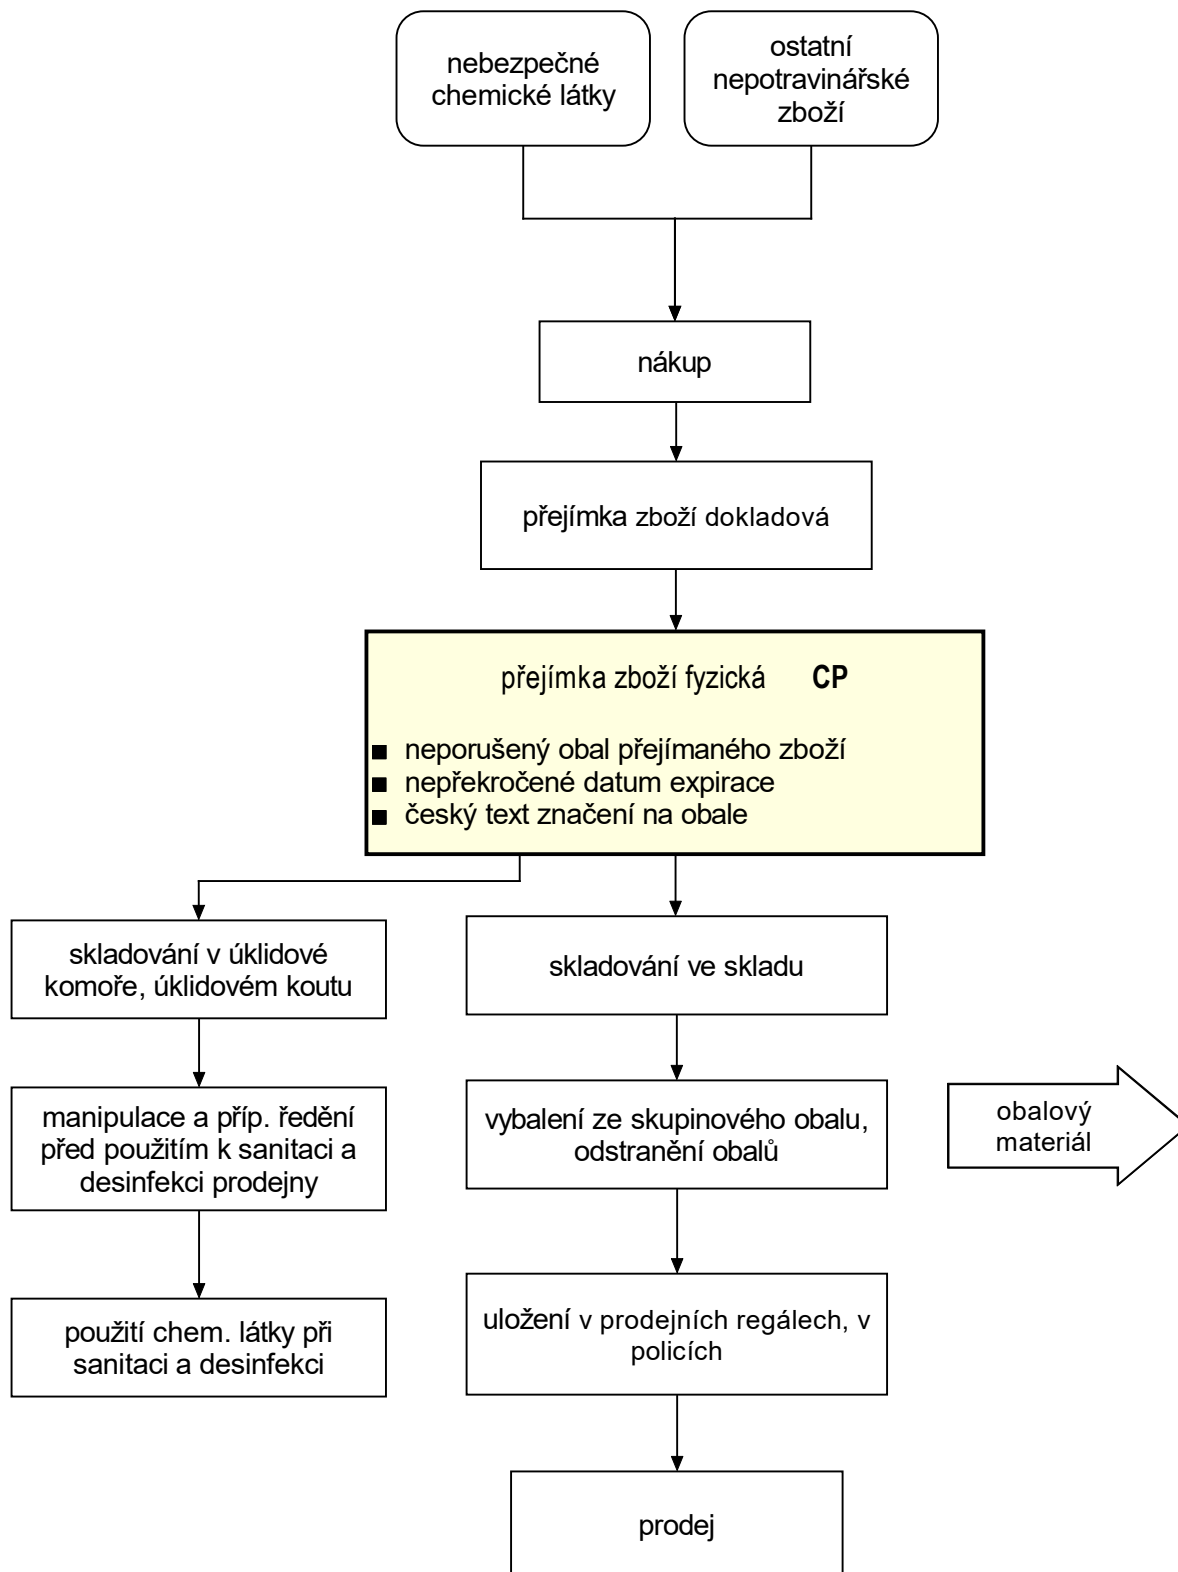 nebezpečné
chemické látky
ostatní
nepotravinářské
zboží
nákup
přejímka zboží dokladová
přejímka zboží fyzická CP
■ neporušený obal přejímaného zboží
■ nepřekročené datum expirace
■ český text značení na obale
skladování v úklidové
komoře, úklidovém koutu
skladování ve skladu
manipulace a příp. ředění
před použitím k sanitaci a
desinfekci prodejny
vybalení ze skupinového obalu,
odstranění obalů
obalový
materiál
použití chem. látky při
sanitaci a desinfekci
uložení v prodejních regálech, v
policích
prodej